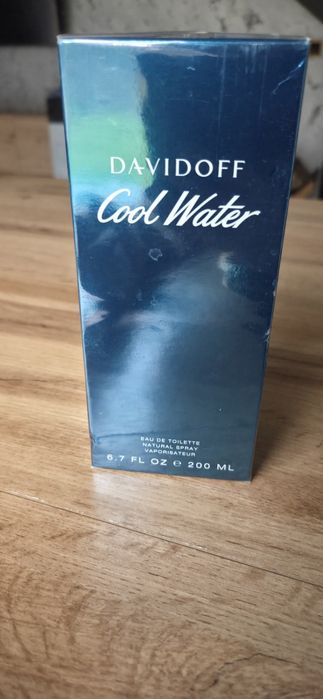 DAVIDOFF
Cool Water
EAU DE TOILETTE
NATURAL SPRAY
VAPORISATEUR
6.7 FL OZ ℮ 200 ML